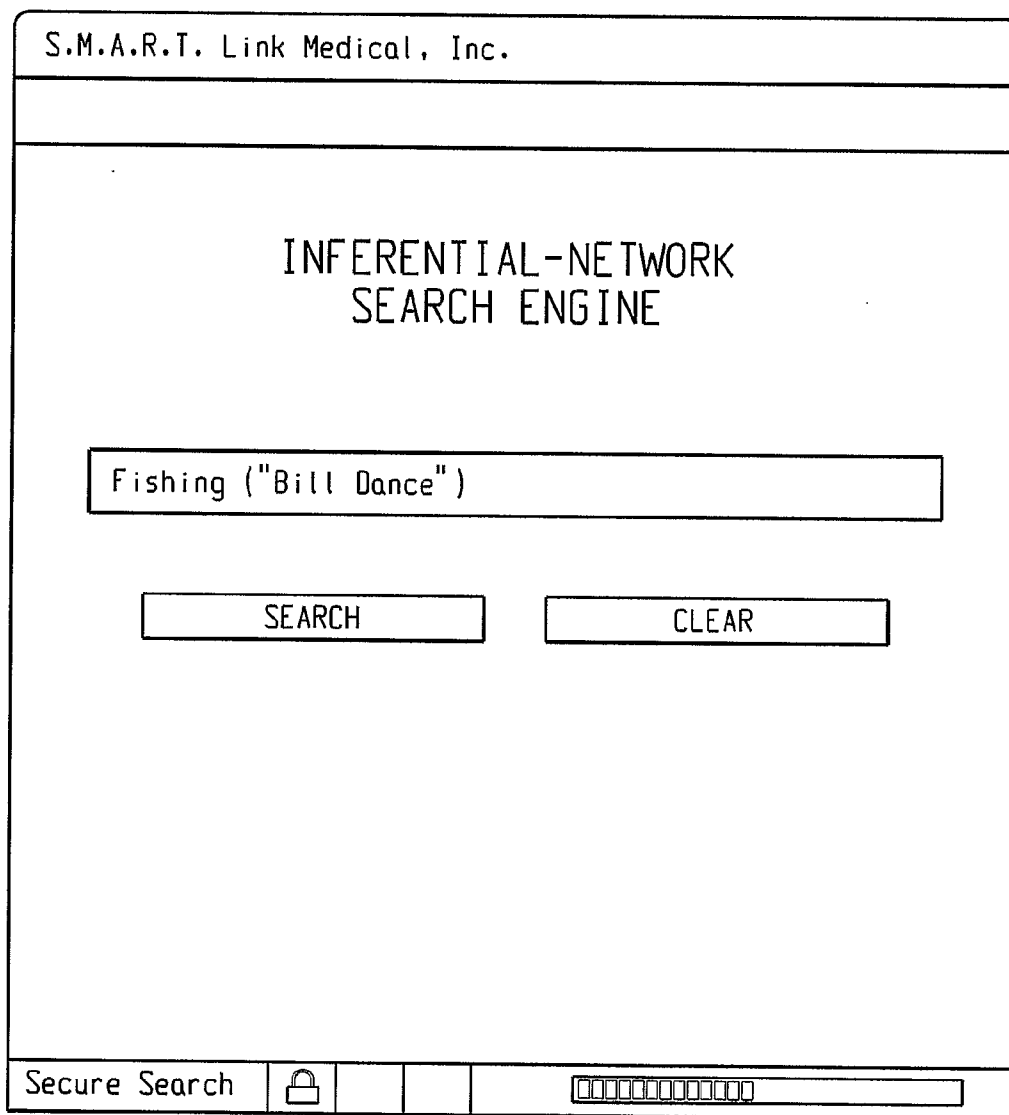 S.M.A.R.T. Link Medical, Inc.
INFERENTIAL-NETWORK
SEARCH ENGINE
Fishing ("Bill Dance")
SEARCH CLEAR
Secure Search